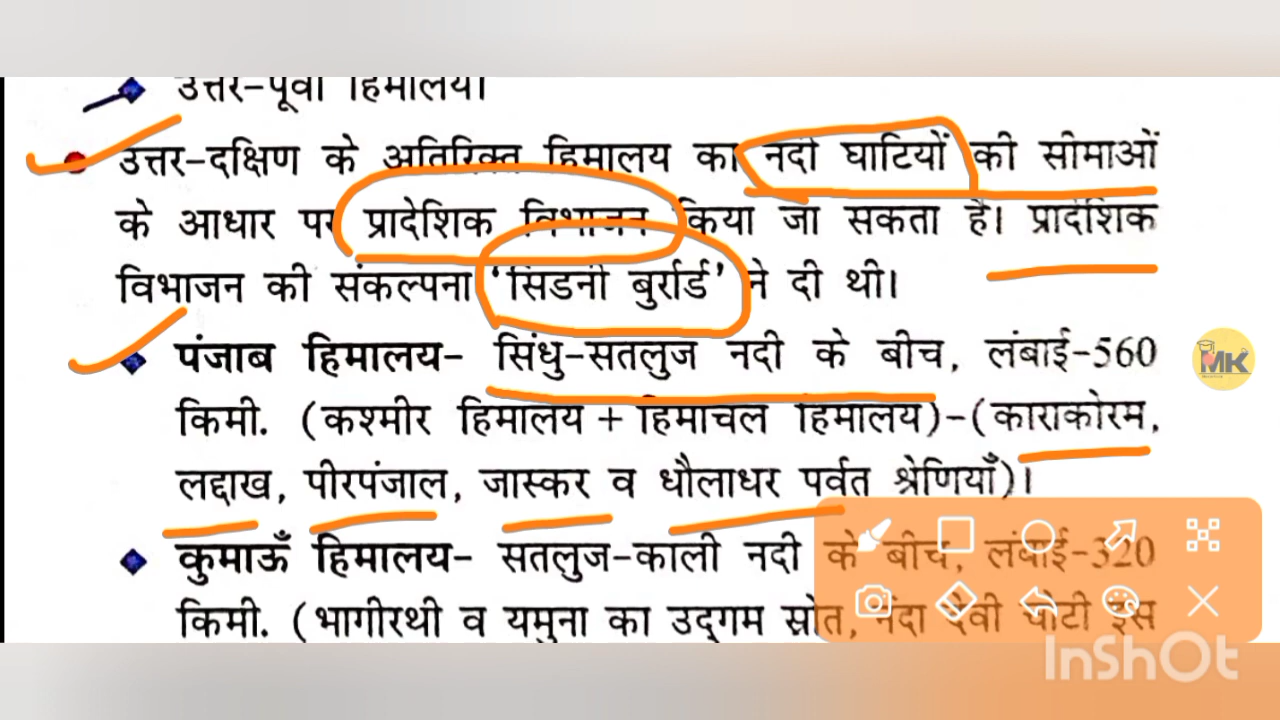 उत्तर-पूर्वी हिमालय।
उत्तर-दक्षिण के अतिरिक्त हिमालय का नदी घाटियों की सीमाओं
के आधार पर प्रादेशिक विभाजन किया जा सकता है। प्रादेशिक
विभाजन की संकल्पना ‘सिडनी बुर्रार्ड’ ने दी थी।
पंजाब हिमालय- सिंधु-सतलुज नदी के बीच, लंबाई-560
MK
किमी. (कश्मीर हिमालय + हिमाचल हिमालय)-(काराकोरम,
लद्दाख, पीरपंजाल, जास्कर व धौलाधर पर्वत श्रेणियाँ)।
कुमाऊँ हिमालय- सतलुज-काली नदी के बीच, लंबाई-320
किमी. (भागीरथी व यमुना का उद्गम स्रोत, नंदा देवी चोटी इस
InShOt